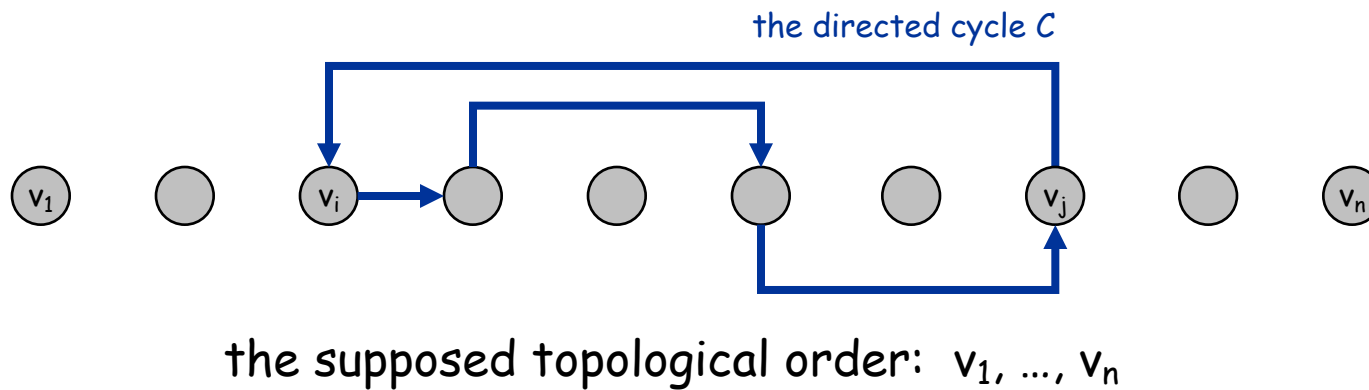 the directed cycle C
v₁ vᵢ vⱼ vₙ
the supposed topological order: v₁, ..., vₙ